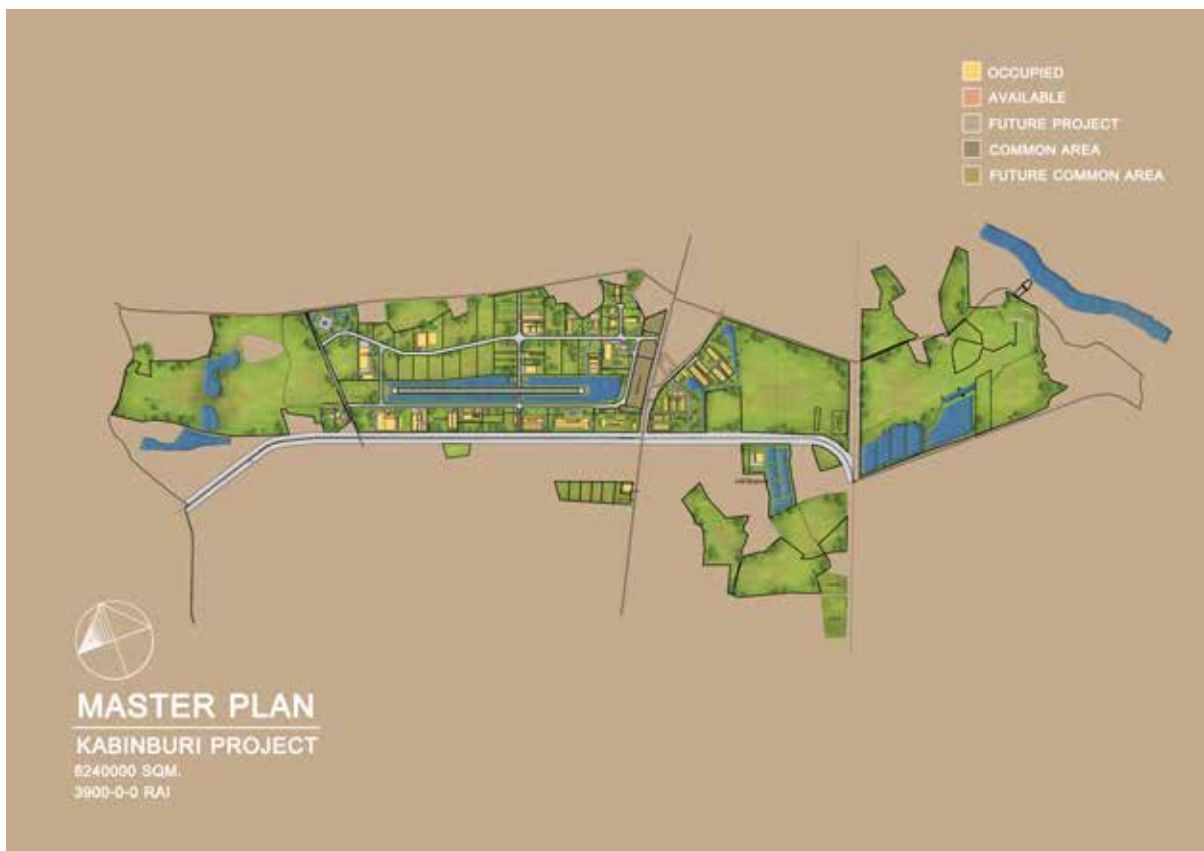 OCCUPIED
AVAILABLE
FUTURE PROJECT
COMMON AREA
FUTURE COMMON AREA
MASTER PLAN
KABINBURI PROJECT
6240000 SQM.
3900-0-0 RAI